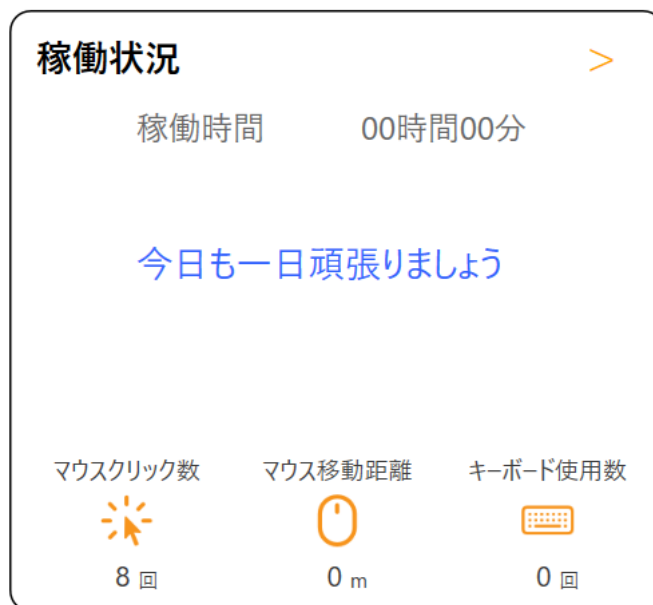 稼働状況 >
稼働時間 00時間00分
今日も一日頑張りましょう
マウスクリック数 マウス移動距離 キーボード使用数
8 回 0 m 0 回